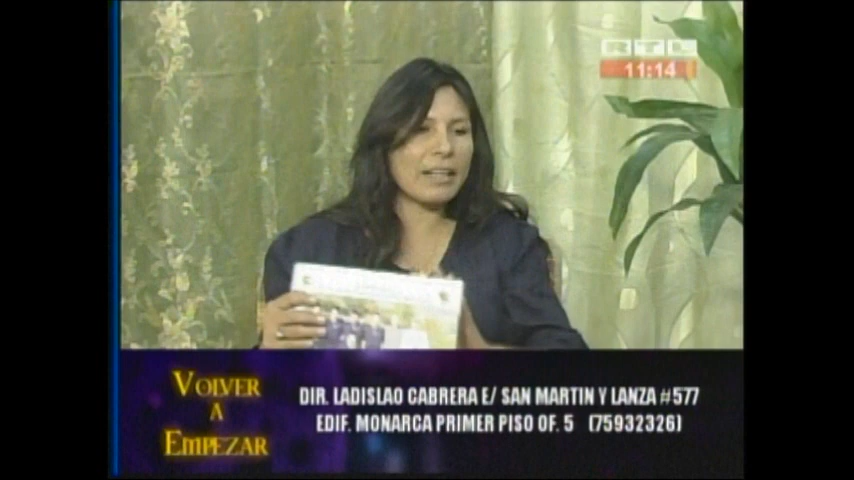 RTL
11:14
VOLVER
A
EMPEZAR
DIR. LADISLAO CABRERA E/ SAN MARTIN Y LANZA #577
EDIF. MONARCA PRIMER PISO OF. 5 (75932326)